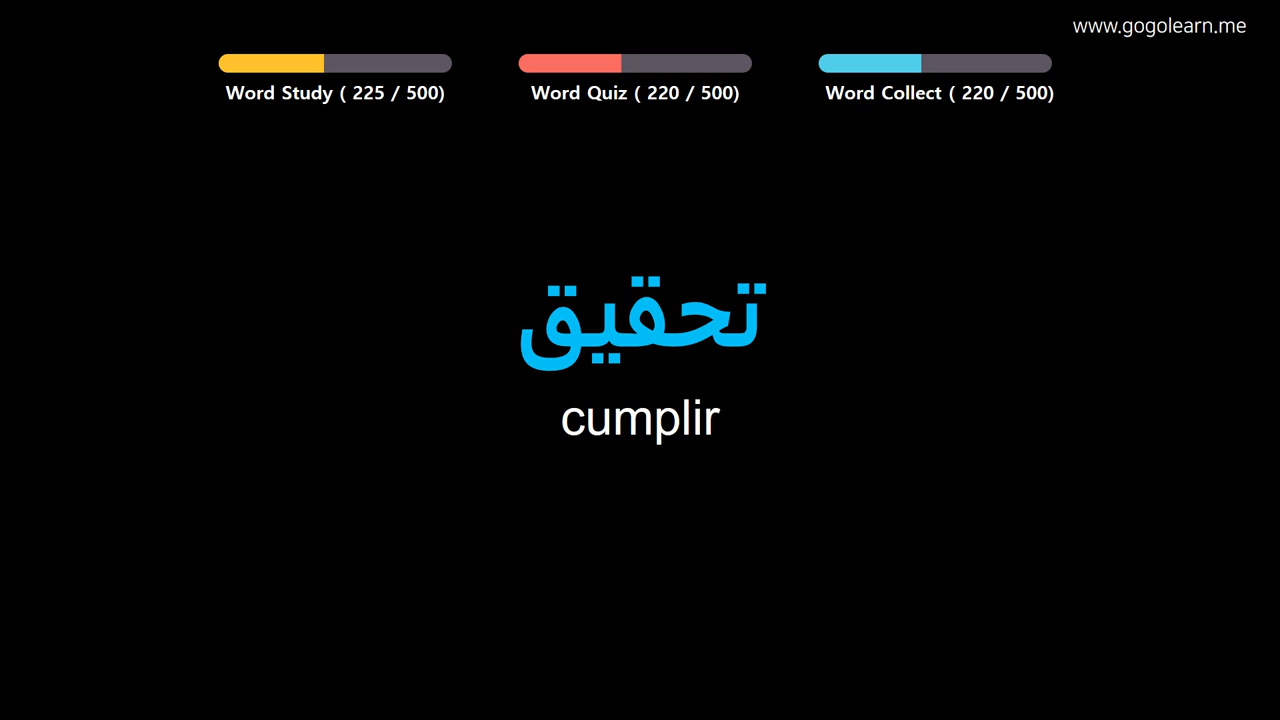 www.gogolearn.me
Word Study ( 225 / 500)
Word Quiz ( 220 / 500)
Word Collect ( 220 / 500)
تحقيق
cumplir